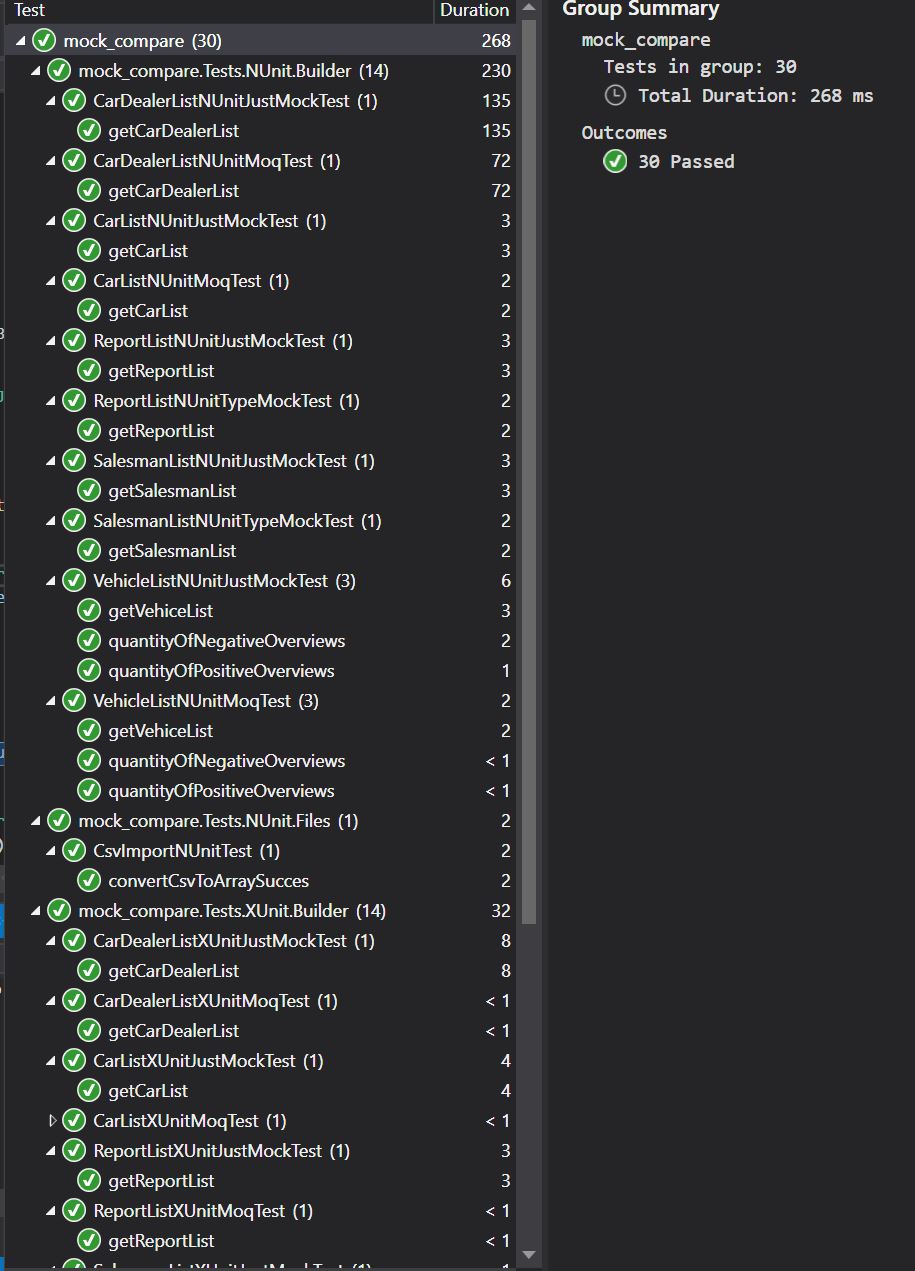 Test Duration
mock_compare (30) 268
mock_compare.Tests.NUnit.Builder (14) 230
CarDealerListNUnitJustMockTest (1) 135
getCarDealerList 135
CarDealerListNUnitMoqTest (1) 72
getCarDealerList 72
CarListNUnitJustMockTest (1) 3
getCarList 3
CarListNUnitMoqTest (1) 2
getCarList 2
ReportListNUnitJustMockTest (1) 3
getReportList 3
ReportListNUnitTypeMockTest (1) 2
getReportList 2
SalesmanListNUnitJustMockTest (1) 3
getSalesmanList 3
SalesmanListNUnitTypeMockTest (1) 2
getSalesmanList 2
VehicleListNUnitJustMockTest (3) 6
getVehiceList 3
quantityOfNegativeOverviews 2
quantityOfPositiveOverviews 1
VehicleListNUnitMoqTest (3) 2
getVehiceList 2
quantityOfNegativeOverviews < 1
quantityOfPositiveOverviews < 1
mock_compare.Tests.NUnit.Files (1) 2
CsvImportNUnitTest (1) 2
convertCsvToArraySucces 2
mock_compare.Tests.XUnit.Builder (14) 32
CarDealerListXUnitJustMockTest (1) 8
getCarDealerList 8
CarDealerListXUnitMoqTest (1) < 1
getCarDealerList < 1
CarListXUnitJustMockTest (1) 4
getCarList 4
CarListXUnitMoqTest (1) < 1
ReportListXUnitJustMockTest (1) 3
getReportList 3
ReportListXUnitMoqTest (1) < 1
getReportList < 1
Group Summary
mock_compare
Tests in group: 30
Total Duration: 268 ms
Outcomes
30 Passed